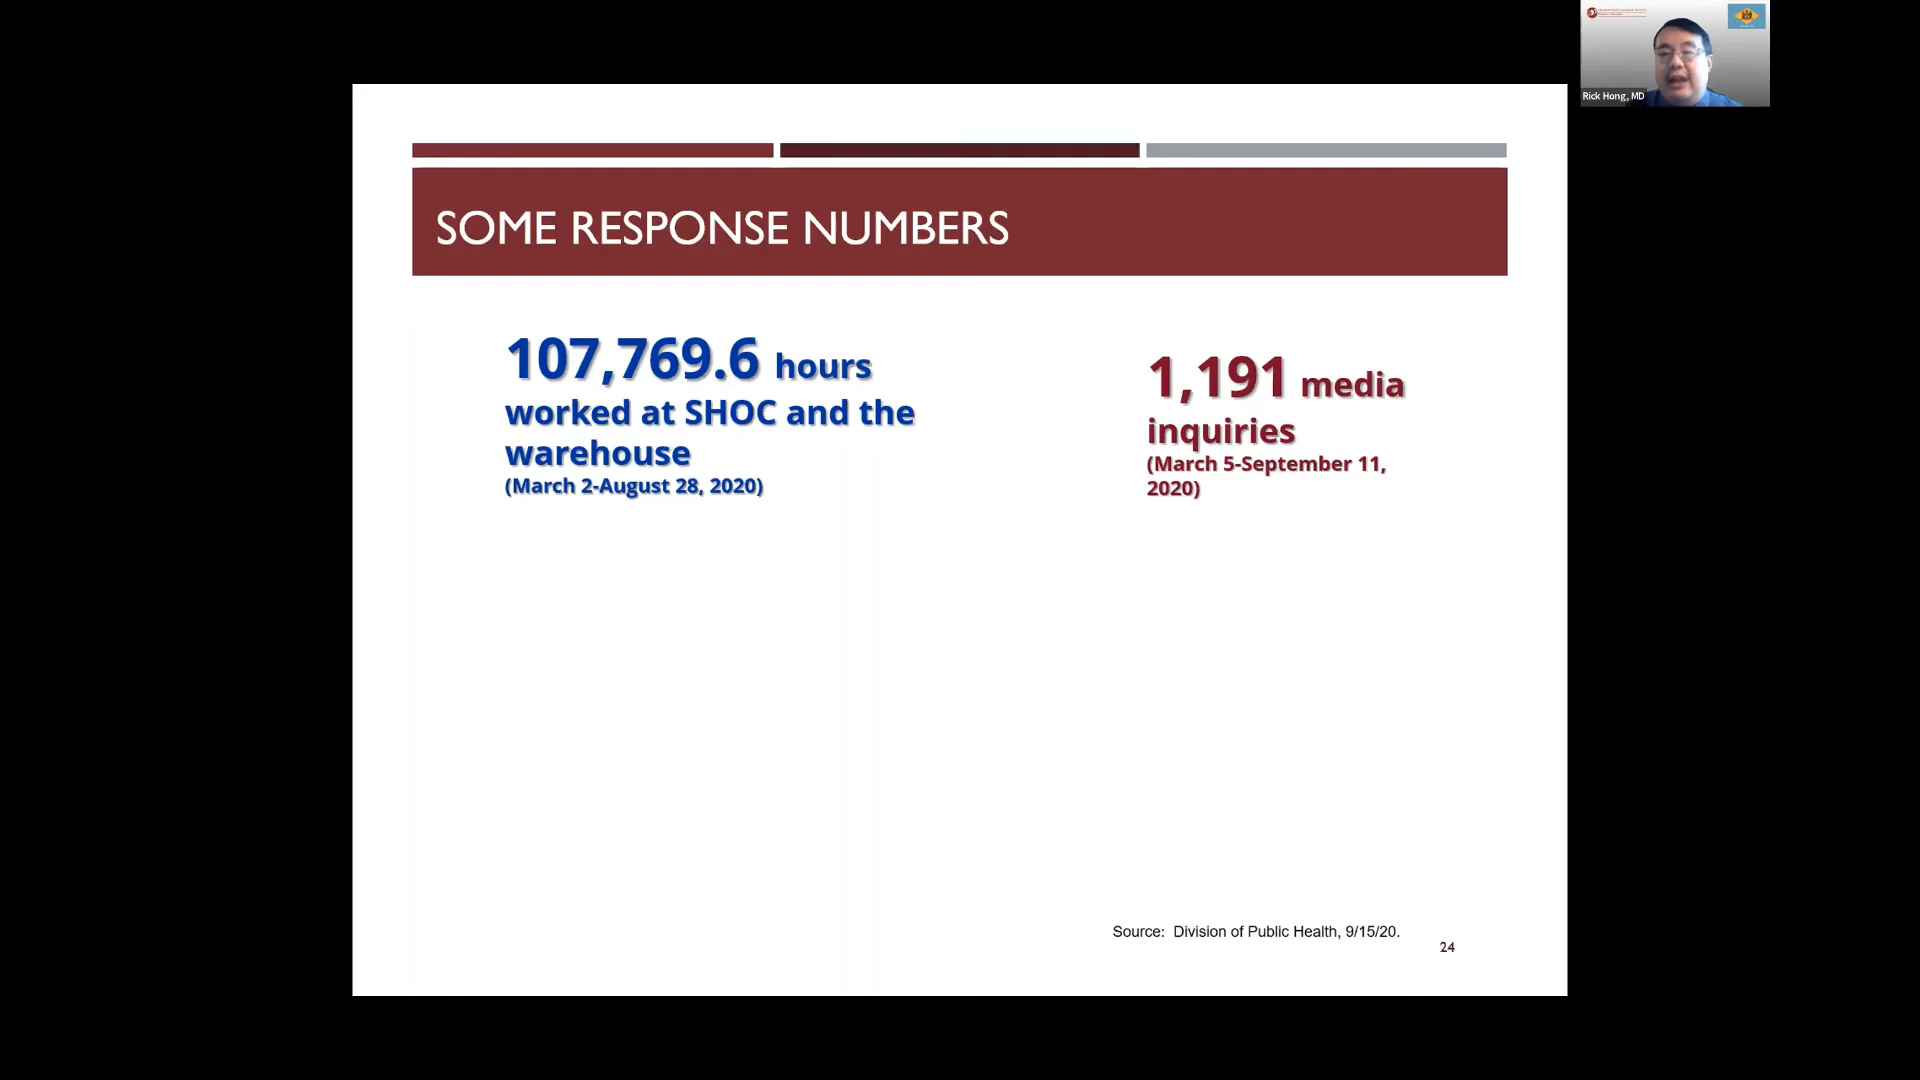 Rick Hong, MD
SOME RESPONSE NUMBERS
107,769.6 hours
worked at SHOC and the
warehouse
(March 2-August 28, 2020)
1,191 media
inquiries
(March 5-September 11,
2020)
Source: Division of Public Health, 9/15/20.
24